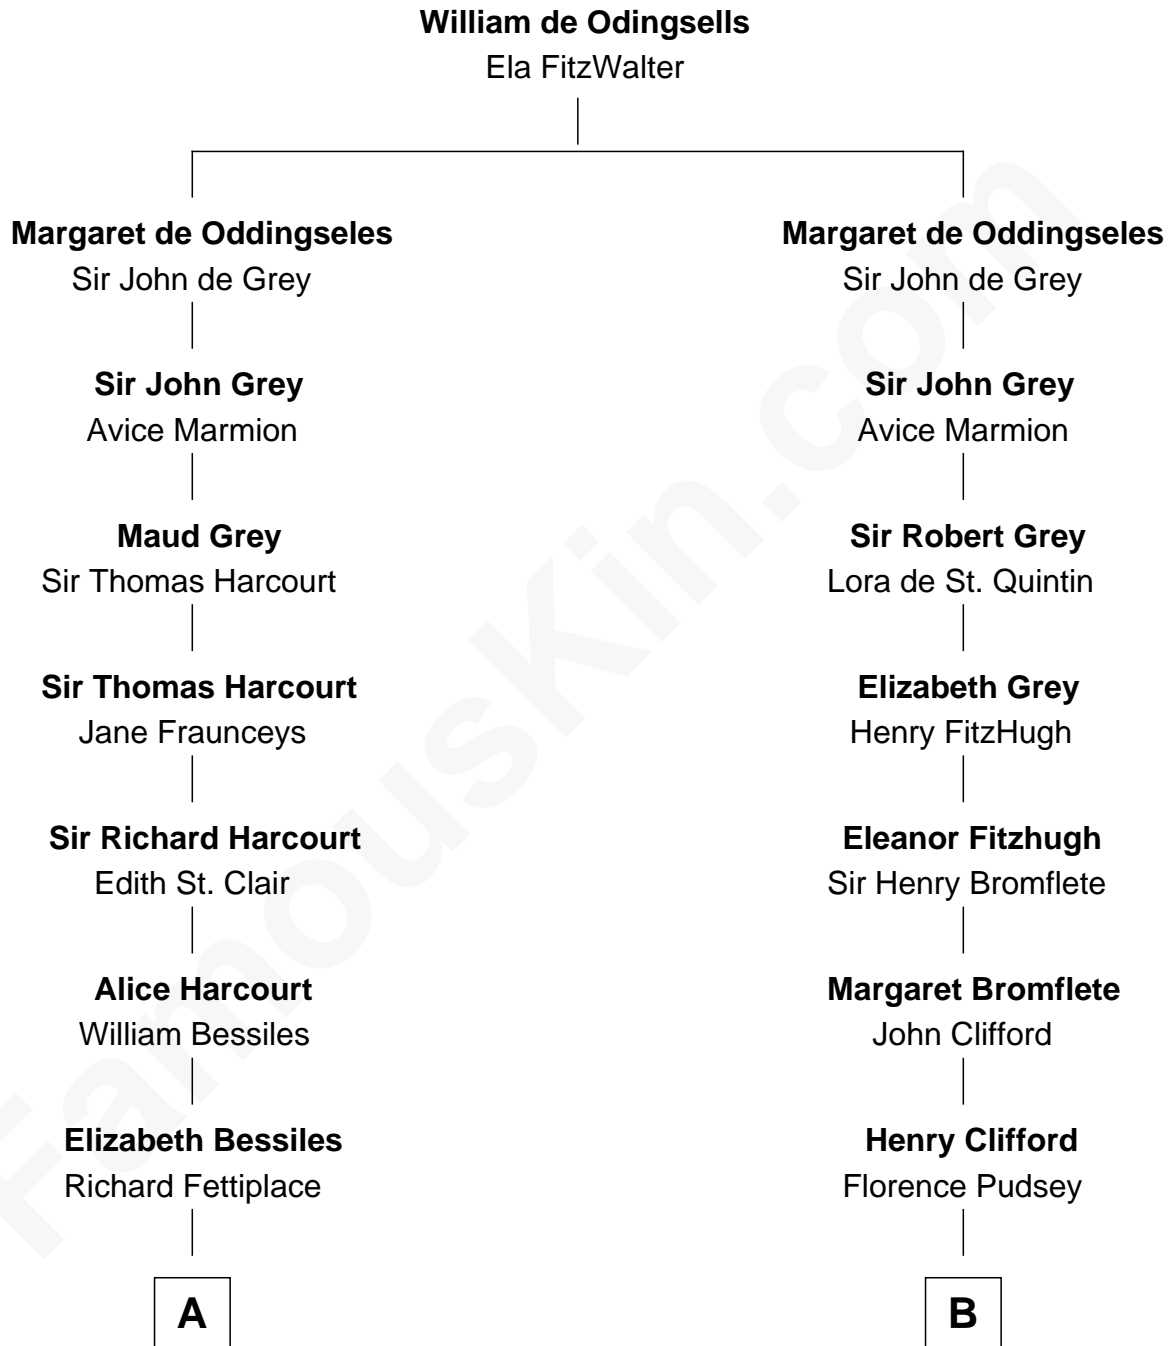 William de Odingsells
Ela FitzWalter
Margaret de Oddingseles
Sir John de Grey
Sir John Grey
Avice Marmion
Maud Grey
Sir Thomas Harcourt
Sir Thomas Harcourt
Jane Fraunceys
Sir Richard Harcourt
Edith St. Clair
Alice Harcourt
William Bessiles
Elizabeth Bessiles
Richard Fettiplace
A
Margaret de Oddingseles
Sir John de Grey
Sir John Grey
Avice Marmion
Sir Robert Grey
Lora de St. Quintin
Elizabeth Grey
Henry FitzHugh
Eleanor Fitzhugh
Sir Henry Bromflete
Margaret Bromflete
John Clifford
Henry Clifford
Florence Pudsey
B
FamousKin.com